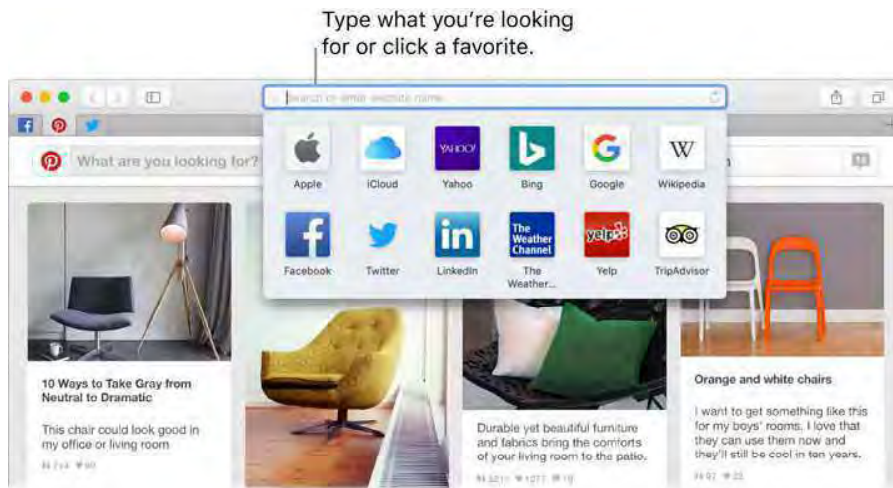 Type what you're looking
for or click a favorite.
Search or enter website name
What are you looking for?
Apple
iCloud
YAHOO!
Yahoo
Bing
Google
W
Wikipedia
Facebook
Twitter
in
LinkedIn
The
Weather
Channel
The
Weather...
yelp
Yelp
TripAdvisor
10 Ways to Take Gray from
Neutral to Dramatic
This chair could look good in
my office or living room
Durable yet beautiful furniture
and fabrics bring the comforts
of your living room to the patio.
Orange and white chairs
I want to get something like this
for my boys' rooms. I love that
they can use them now and
they'll still be cool in ten years.